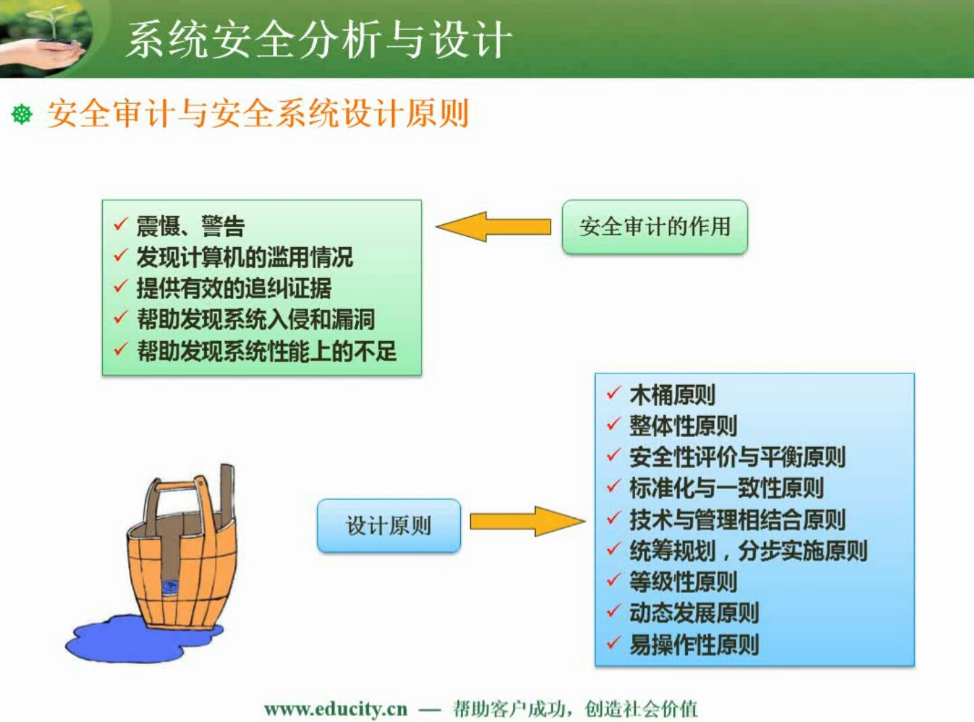 系统安全分析与设计
安全审计与安全系统设计原则
安全审计的作用
震慑、警告
发现计算机的滥用情况
提供有效的追纠证据
帮助发现系统入侵和漏洞
帮助发现系统性能上的不足
设计原则
木桶原则
整体性原则
安全性评价与平衡原则
标准化与一致性原则
技术与管理相结合原则
统筹规划，分步实施原则
等级性原则
动态发展原则
易操作性原则
www.educity.cn — 帮助客户成功，创造社会价值